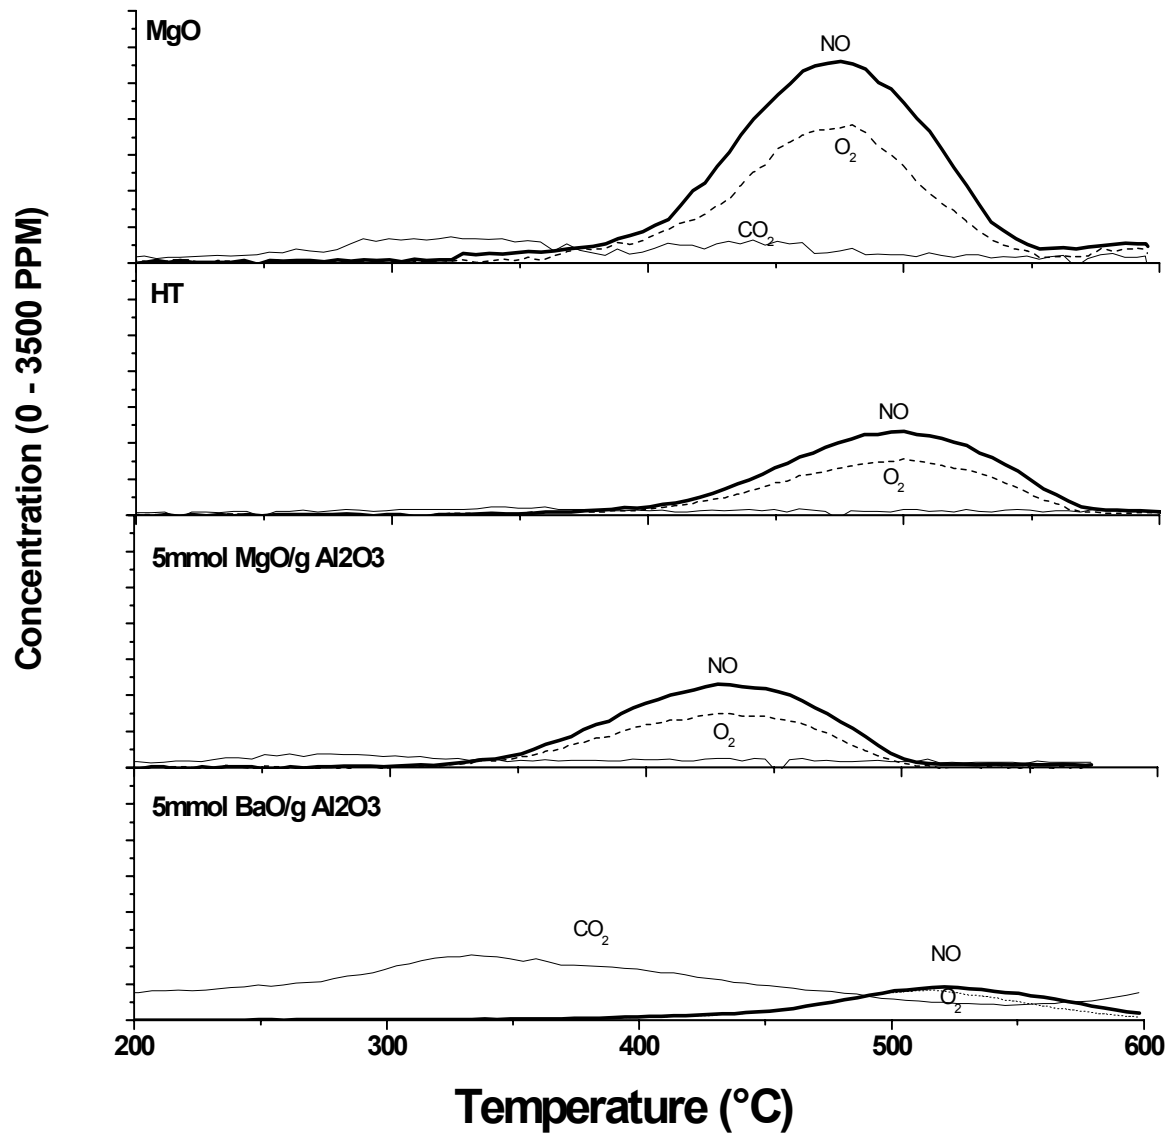 Concentration (0 - 3500 PPM)
MgO
NO
O2
CO2
HT
NO
O2
5mmol MgO/g Al2O3
NO
O2
5mmol BaO/g Al2O3
CO2
NO
O2
200 300 400 500 600
Temperature (°C)